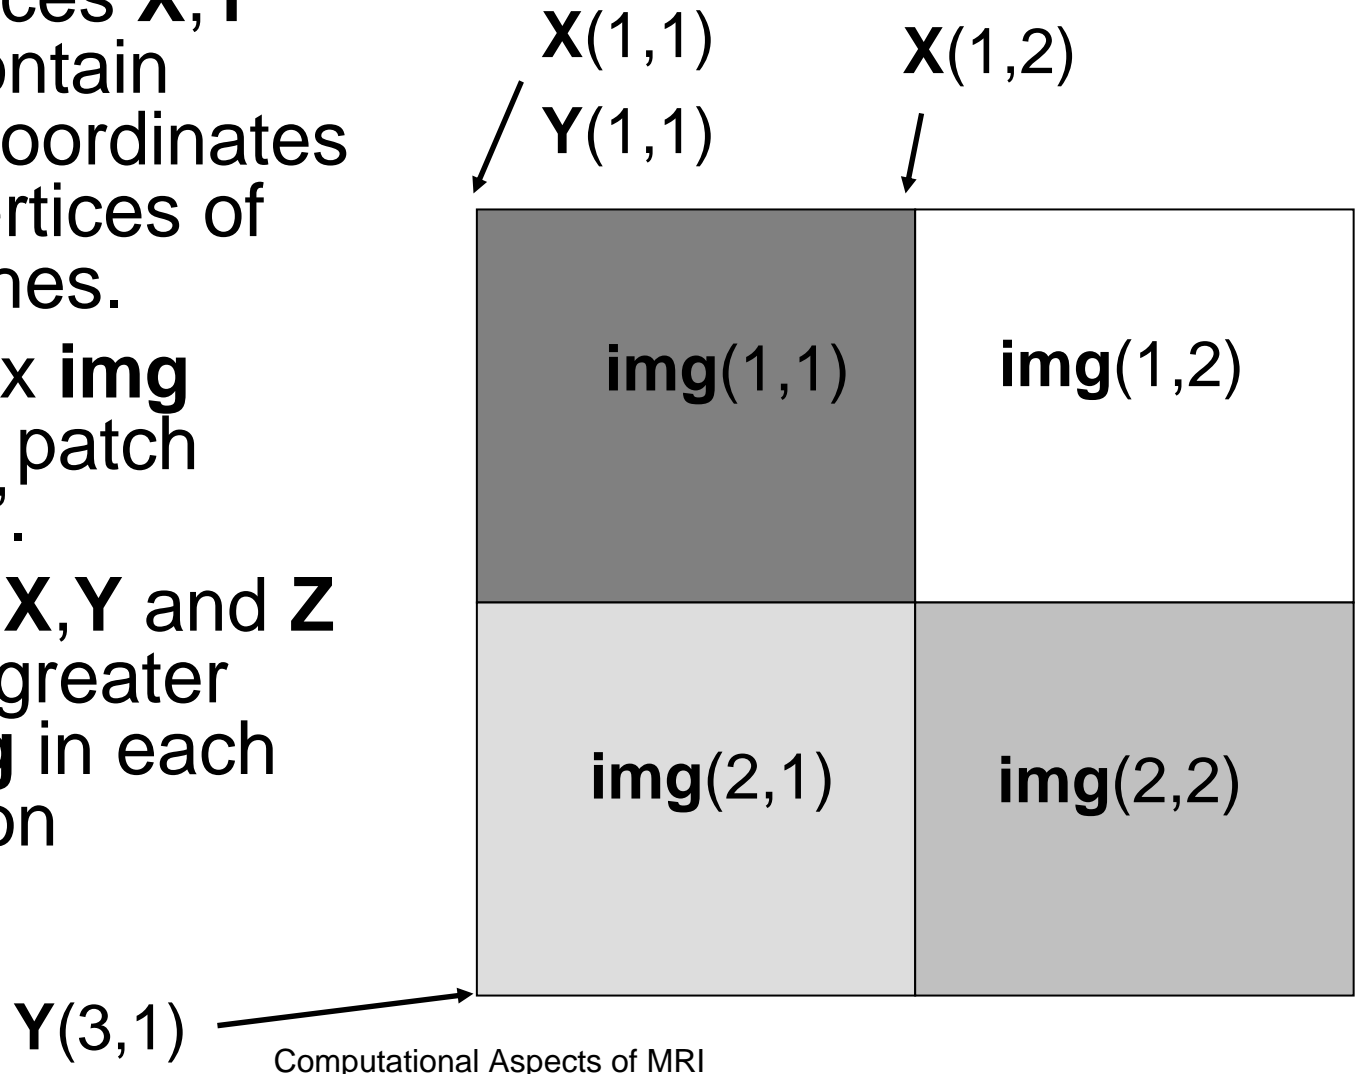 X,Y
ontain
oordinates
rtices of
nes.
x img
patch
.
X,Y and Z
greater
g in each
on
X(1,1)
Y(1,1)
X(1,2)
img(1,1)
img(1,2)
img(2,1)
img(2,2)
Y(3,1)
Computational Aspects of MRI